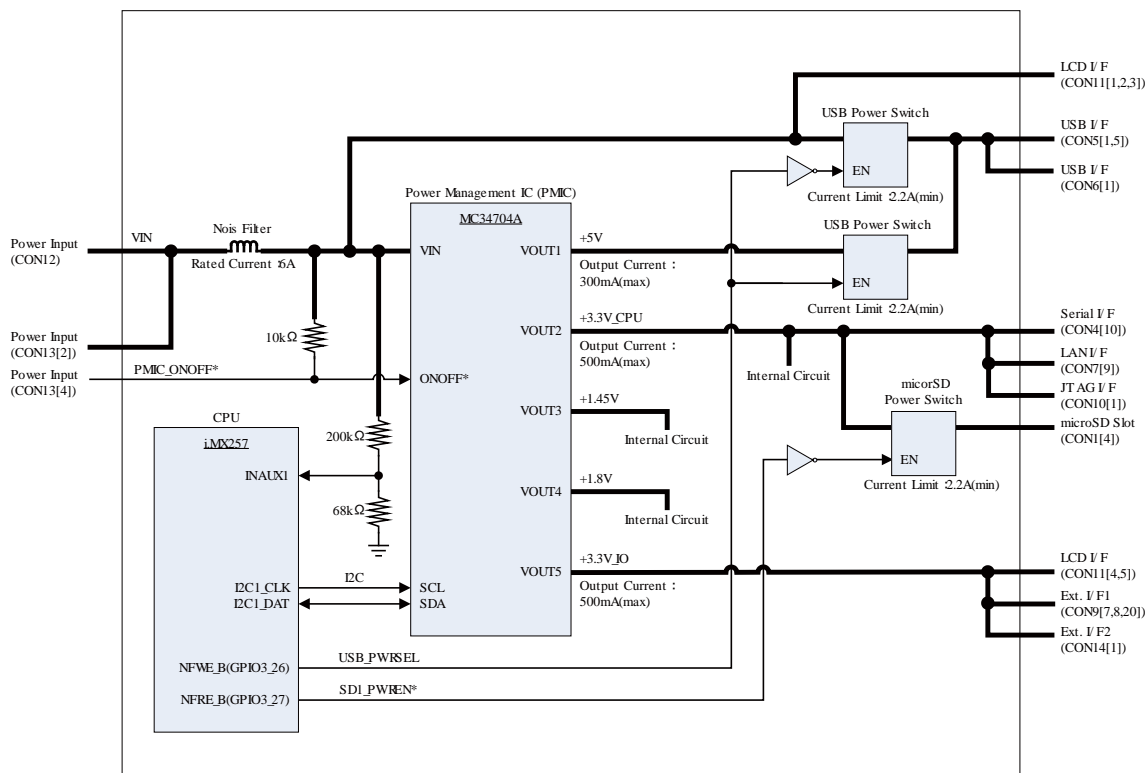 LCD I/F
(CON11[1,2,3])
USB Power Switch
USB I/F
(CON5[1,5])
EN
USB I/F
(CON6[1])
Current Limit :2.2A(min)
Power Management IC (PMIC)
MC34704A
USB Power Switch
Nois Filter
Power Input
(CON12)
VIN
Rated Current :6A
VIN
VOUT1
+5V
Output Current :
300mA(max)
EN
Current Limit :2.2A(min)
Power Input
(CON13[2])
10kΩ
VOUT2
+3.3V_CPU
Output Current :
500mA(max)
Serial I/F
(CON4[10])
Internal Circuit
LAN I/F
(CON7[9])
Power Input
(CON13[4])
PMIC_ONOFF*
ONOFF*
JTAG I/F
(CON10[1])
micorSD
Power Switch
microSD Slot
(CON1[4])
EN
Current Limit :2.2A(min)
VOUT3
+1.45V
Internal Circuit
CPU
i.MX257
200kΩ
INAUX1
68kΩ
VOUT4
+1.8V
Internal Circuit
VOUT5
+3.3V_IO
Output Current :
500mA(max)
LCD I/F
(CON11[4,5])
Ext. I/F1
(CON9[7,8,20])
Ext. I/F2
(CON14[1])
I2C1_CLK
I2C
SCL
I2C1_DAT
SDA
NFWE_B(GPIO3_26)
USB_PWRSEL
NFRE_B(GPIO3_27)
SD1_PWREN*